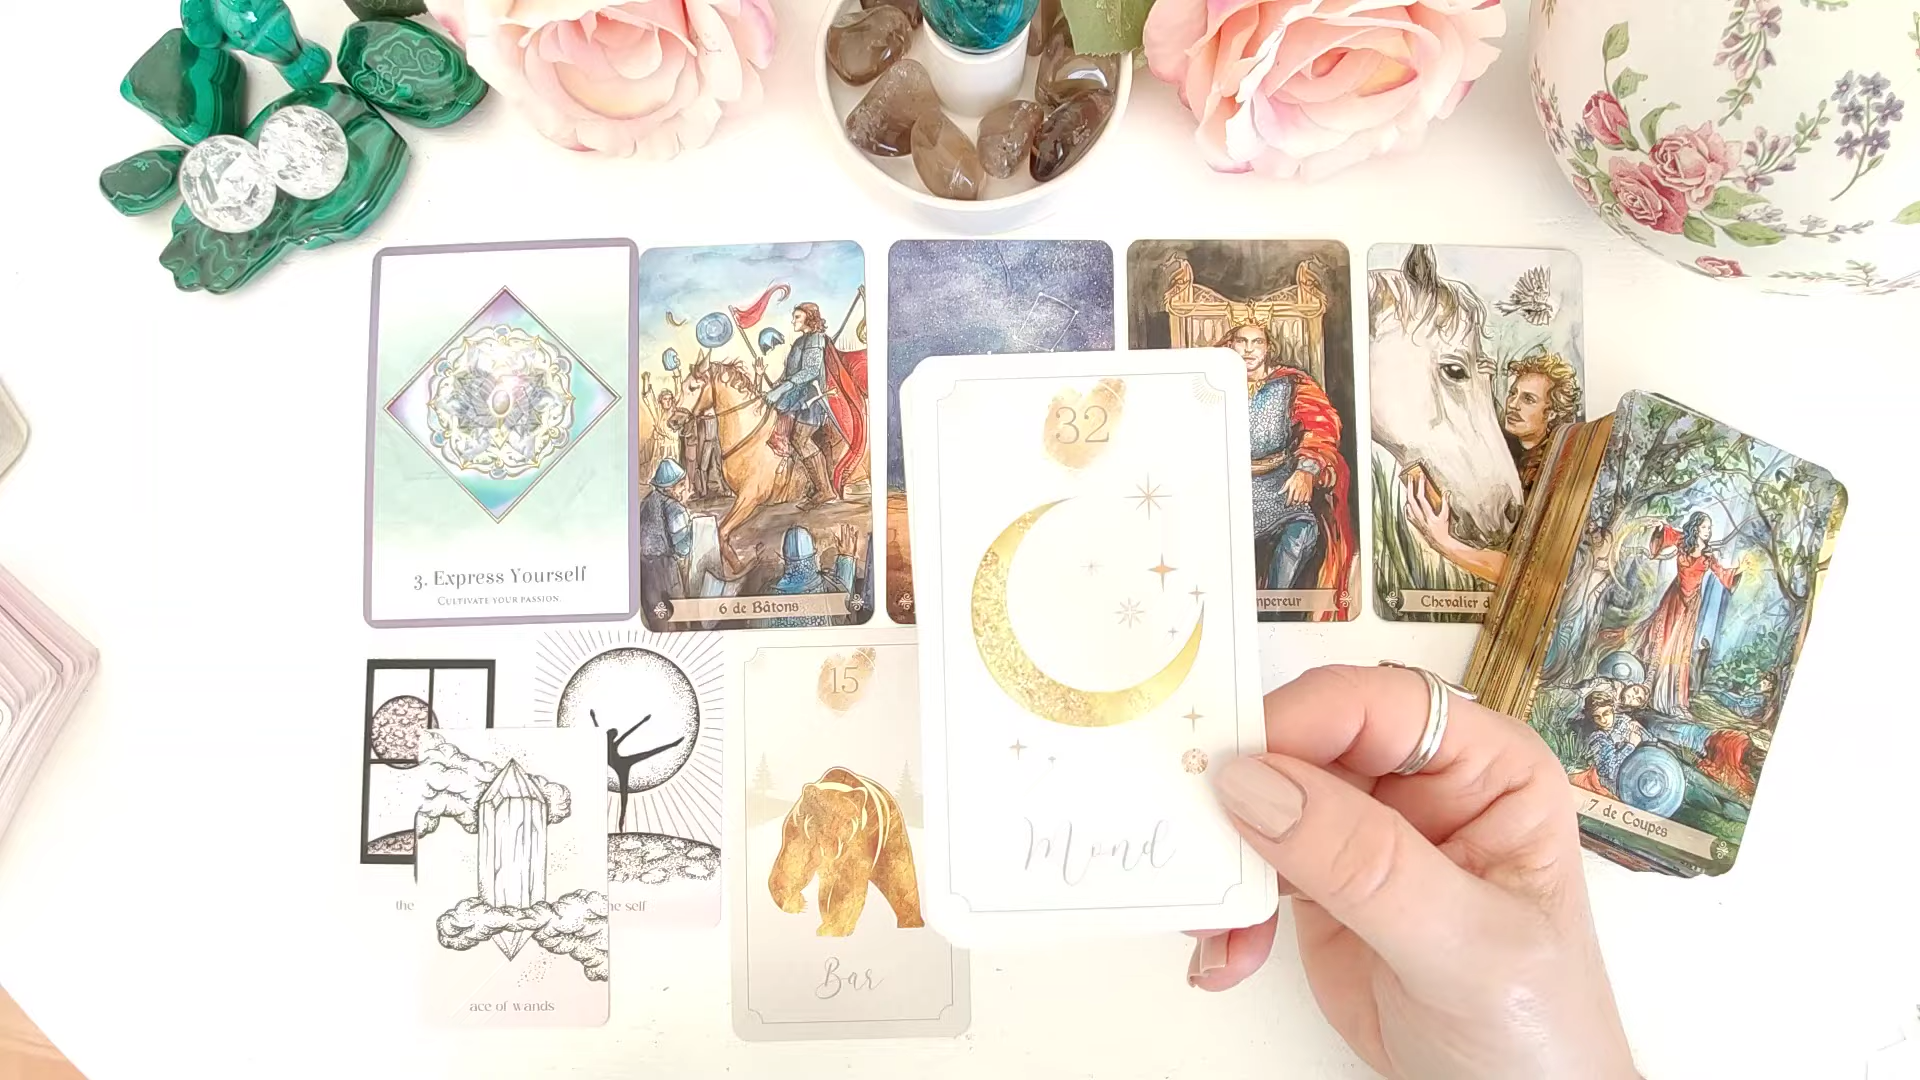 3. Express Yourself
CULTIVATE YOUR PASSION.
6 de Bâtons
mpereur
Chevalier d
7 de Coupes
32
Mond
15
Bär
the
he self
ace of wands